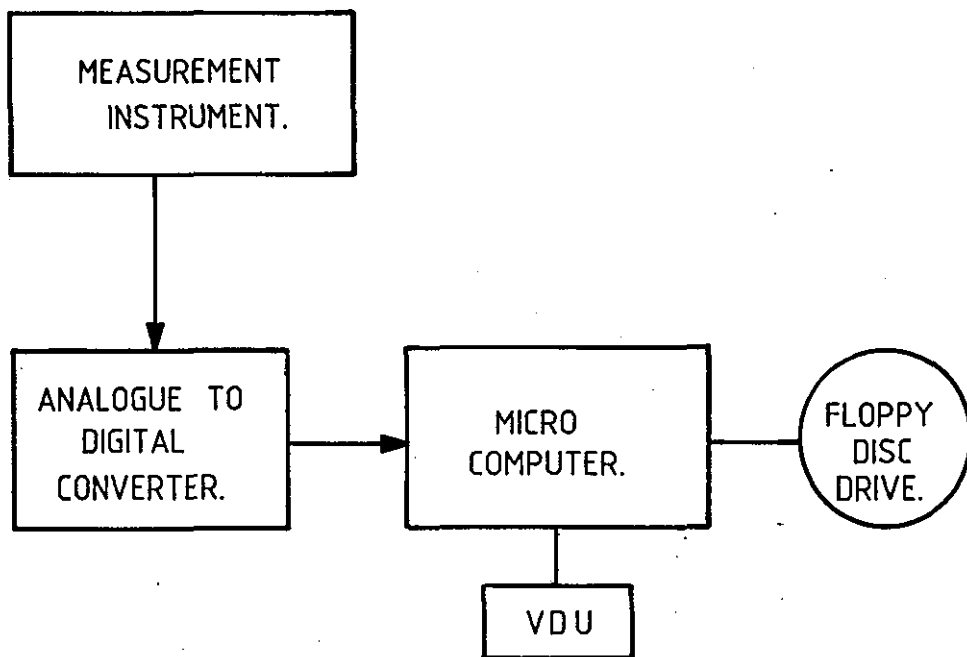 MEASUREMENT
INSTRUMENT.
ANALOGUE TO
DIGITAL
CONVERTER.
MICRO
COMPUTER.
FLOPPY
DISC
DRIVE.
VDU